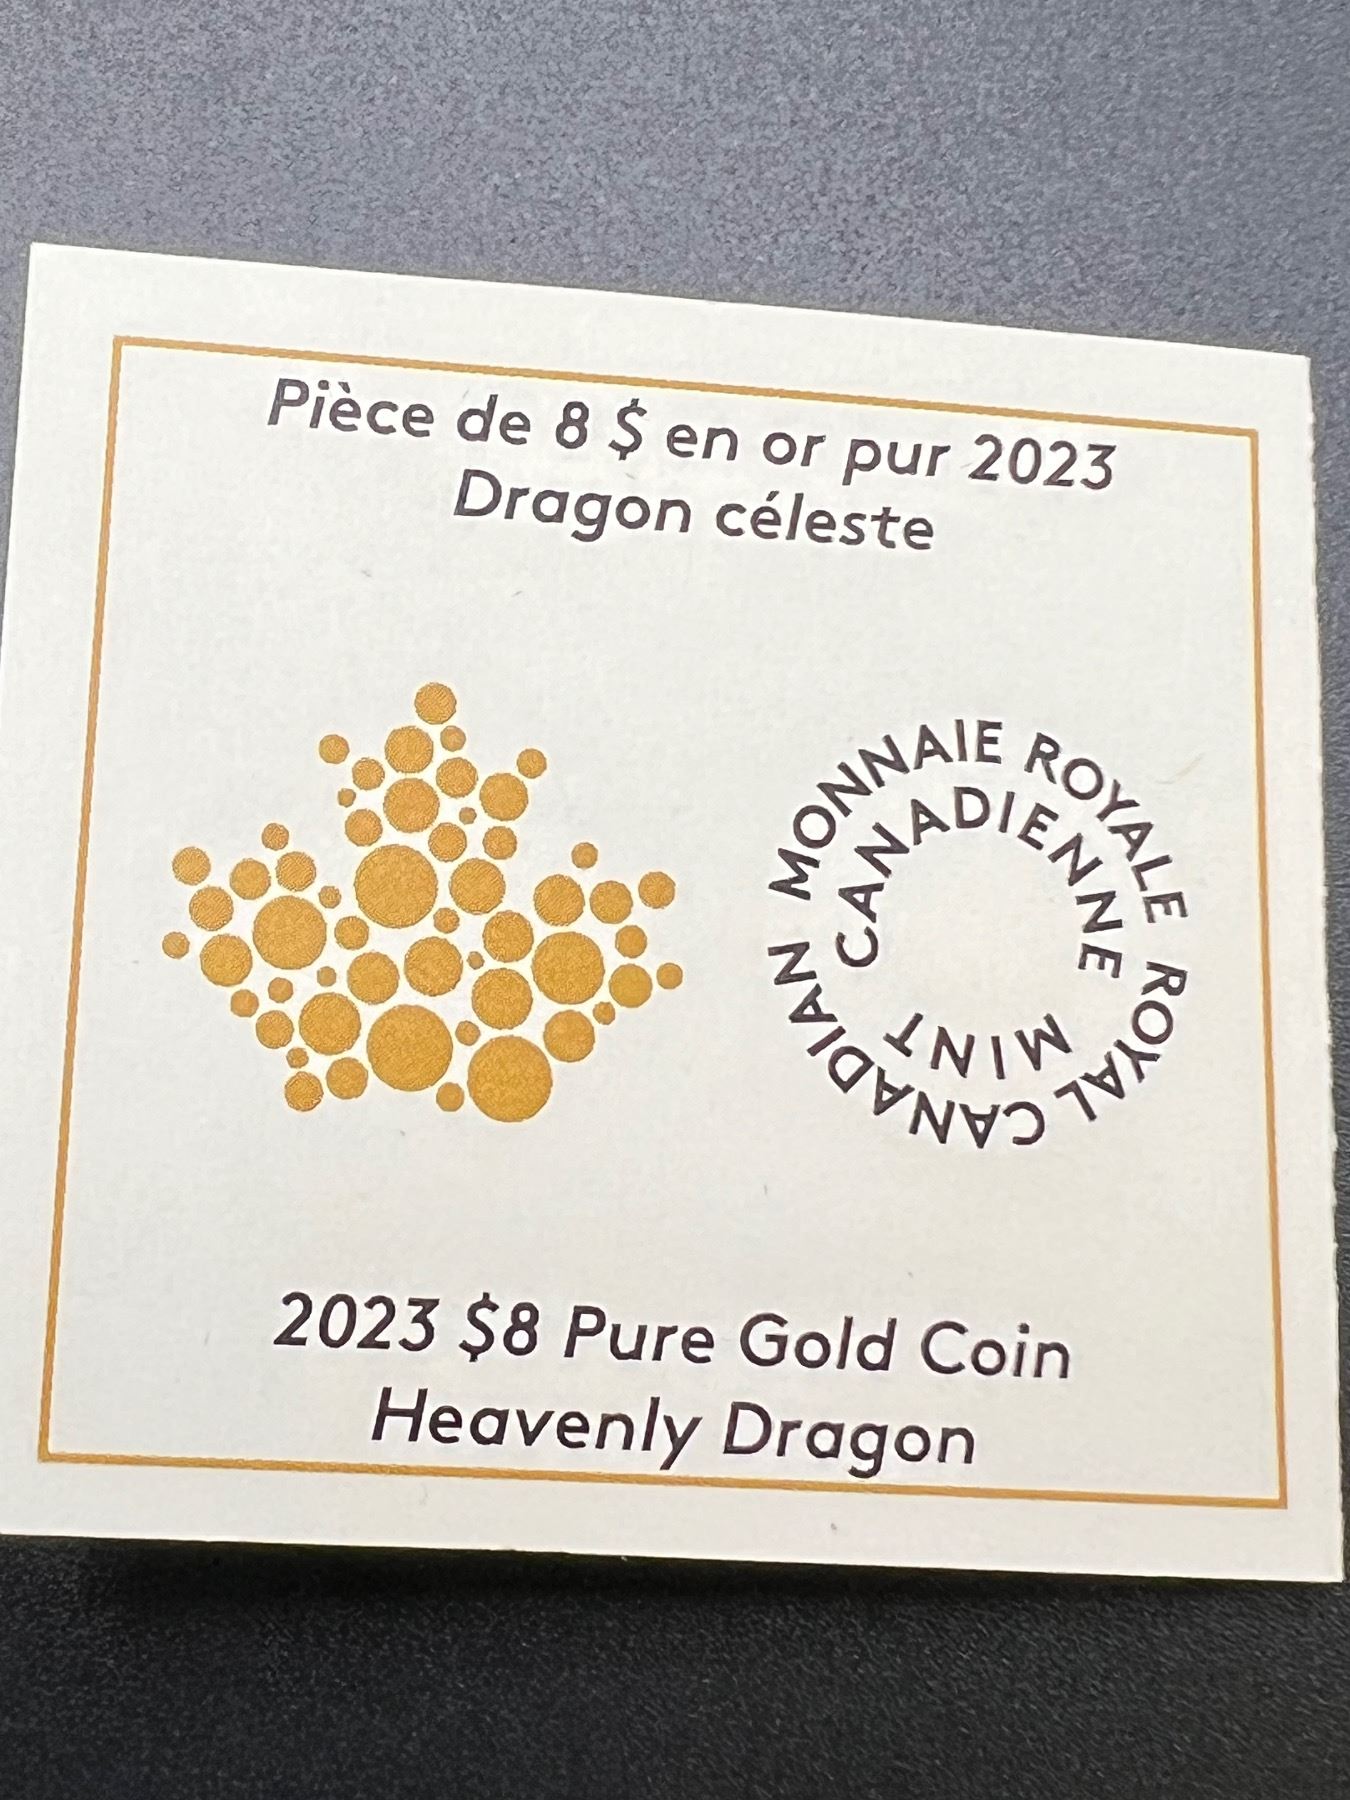 Pièce de 8 $ en or pur 2023
Dragon céleste
MONNAIE ROYALE
CANADIENNE
ROYAL CANADIAN
MINT
2023 $8 Pure Gold Coin
Heavenly Dragon